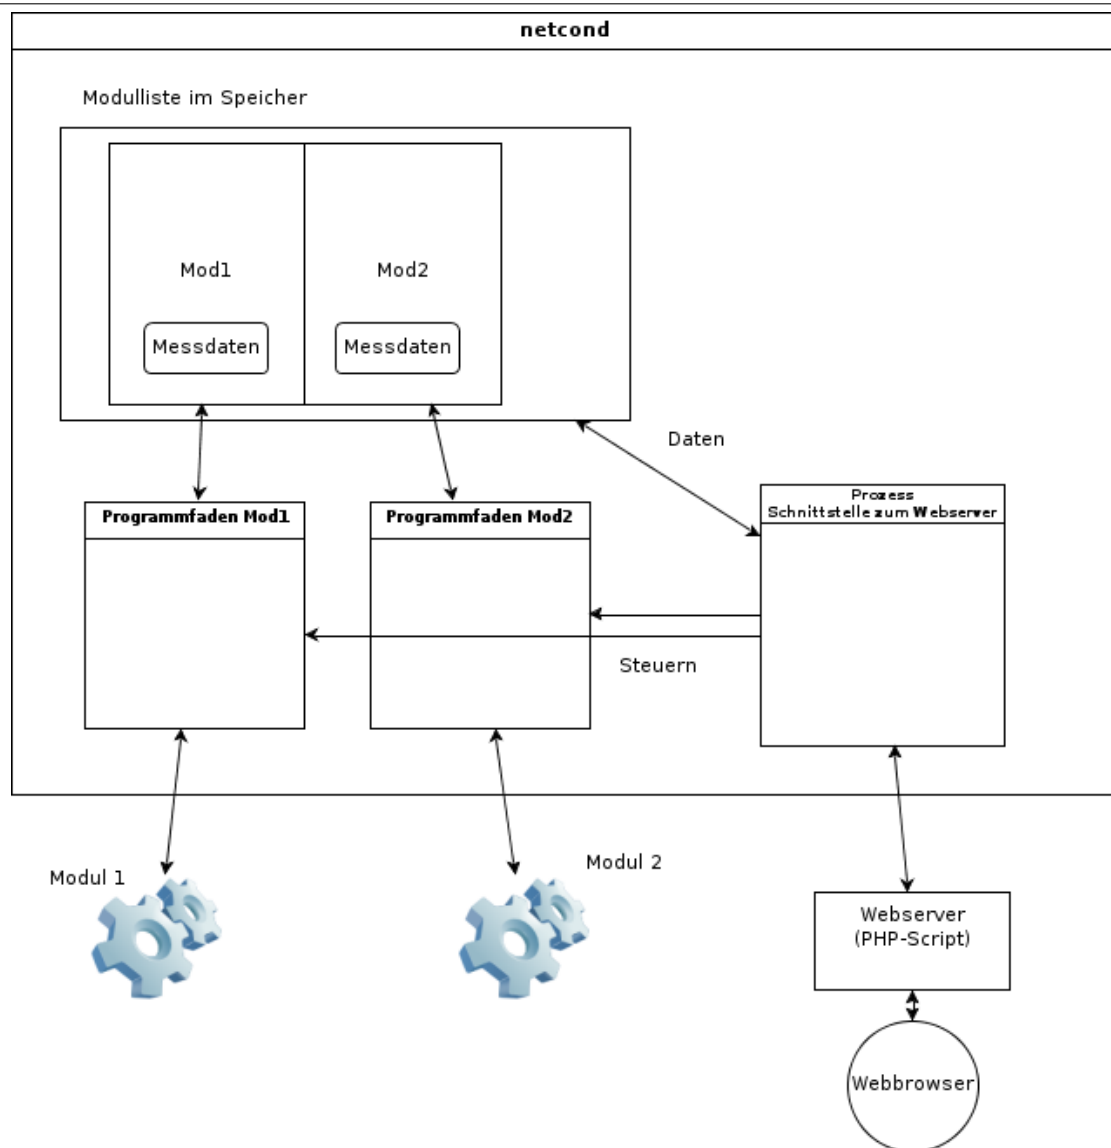 netcond
Modulliste im Speicher
Mod1
Mod2
Messdaten
Messdaten
Daten
Programmfaden Mod1
Programmfaden Mod2
Prozess
Schnittstelle zum Webserver
Steuern
Modul 1
Modul 2
Webserver
(PHP-Script)
Webbrowser